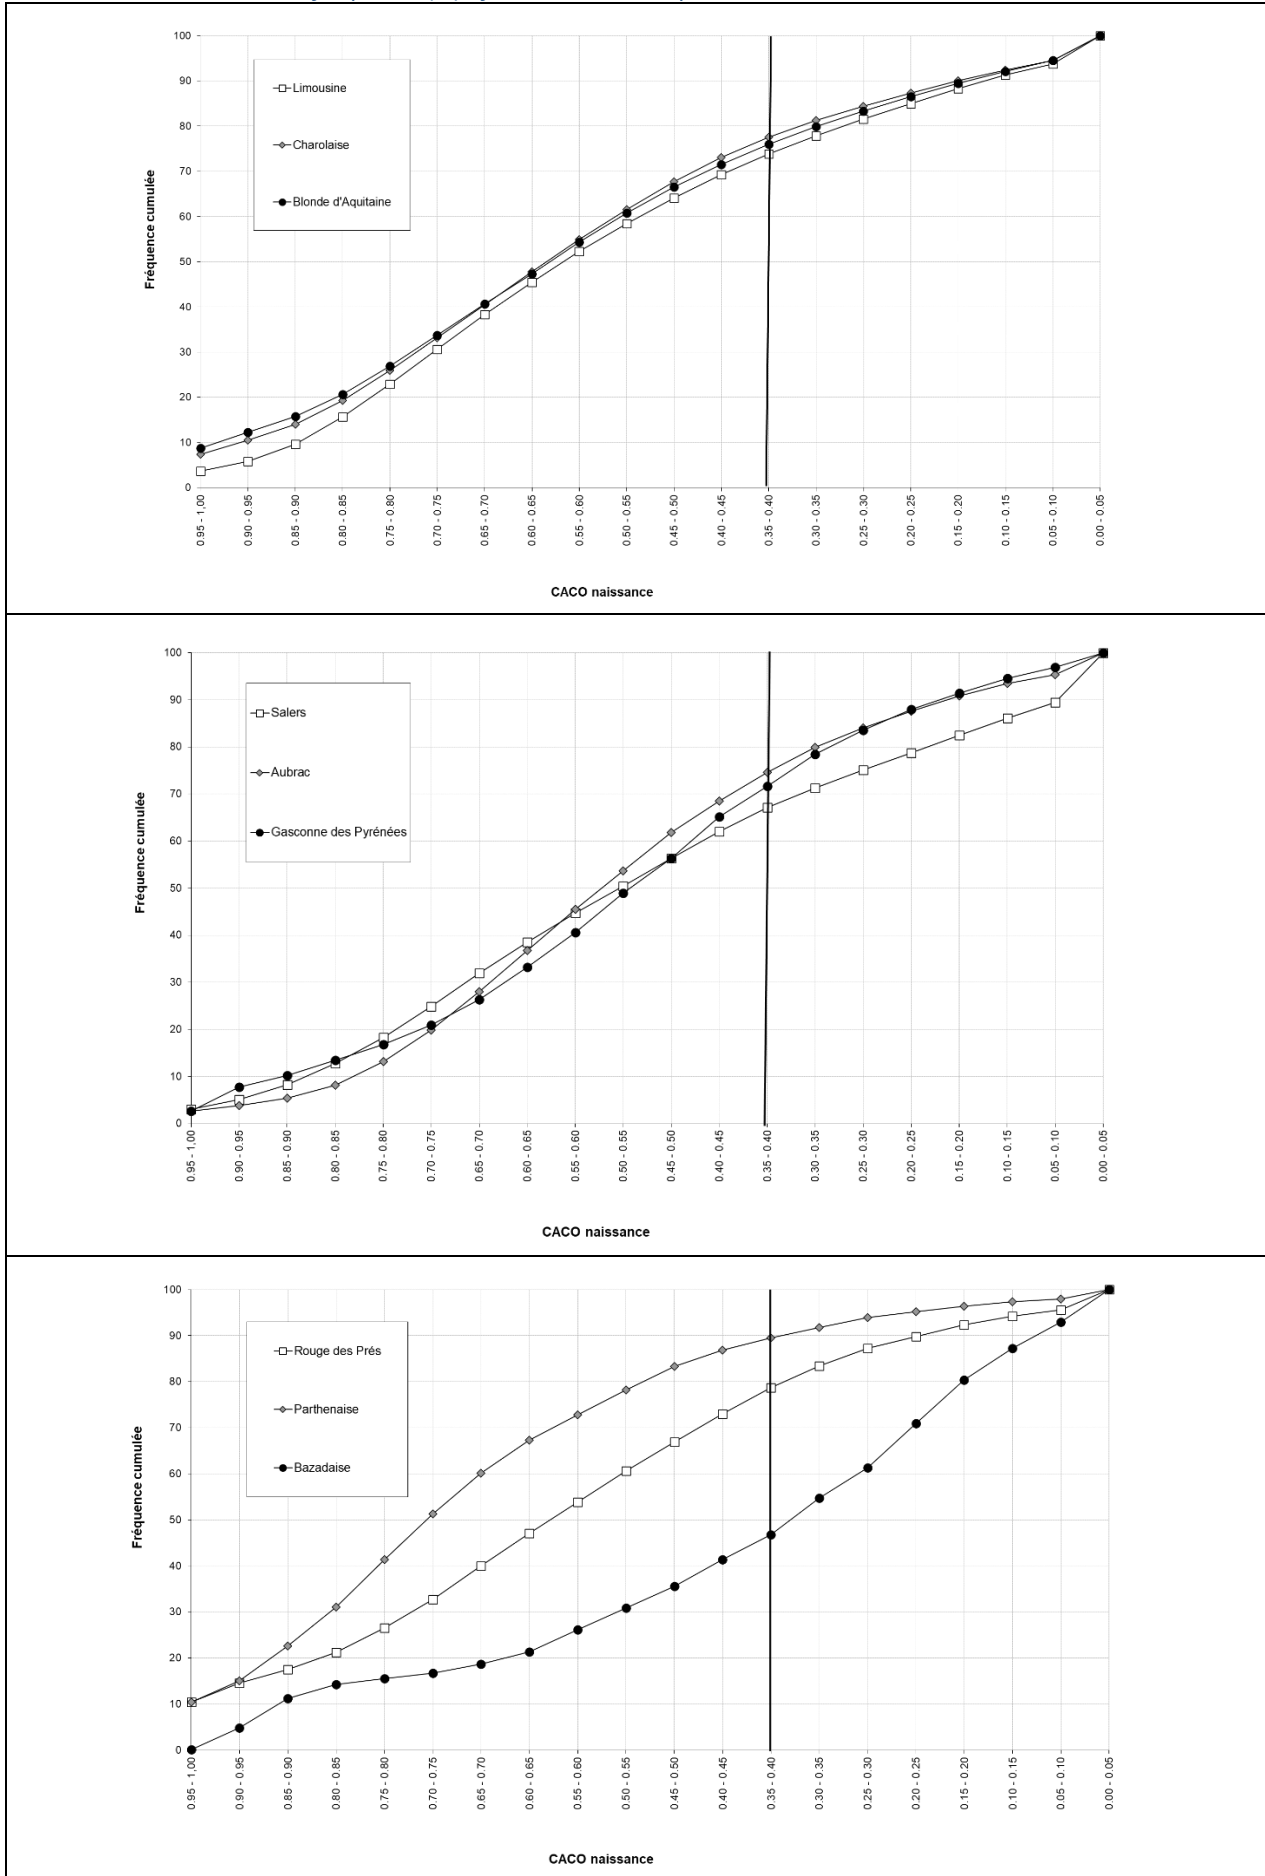 100
90
80
70
60
50
40
30
20
10
0
Fréquence cumulée
Limousine
Charolaise
Blonde d'Aquitaine
0.95 - 1,00
0.90 - 0.95
0.85 - 0.90
0.80 - 0.85
0.75 - 0.80
0.70 - 0.75
0.65 - 0.70
0.60 - 0.65
0.55 - 0.60
0.50 - 0.55
0.45 - 0.50
0.40 - 0.45
0.35 - 0.40
0.30 - 0.35
0.25 - 0.30
0.20 - 0.25
0.15 - 0.20
0.10 - 0.15
0.05 - 0.10
0.00 - 0.05
CACO naissance
100
90
80
70
60
50
40
30
20
10
0
Fréquence cumulée
Salers
Aubrac
Gasconne des Pyrénées
0.95 - 1,00
0.90 - 0.95
0.85 - 0.90
0.80 - 0.85
0.75 - 0.80
0.70 - 0.75
0.65 - 0.70
0.60 - 0.65
0.55 - 0.60
0.50 - 0.55
0.45 - 0.50
0.40 - 0.45
0.35 - 0.40
0.30 - 0.35
0.25 - 0.30
0.20 - 0.25
0.15 - 0.20
0.10 - 0.15
0.05 - 0.10
0.00 - 0.05
CACO naissance
100
90
80
70
60
50
40
30
20
10
0
Fréquence cumulée
Rouge des Prés
Parthenaise
Bazadaise
0.95 - 1,00
0.90 - 0.95
0.85 - 0.90
0.80 - 0.85
0.75 - 0.80
0.70 - 0.75
0.65 - 0.70
0.60 - 0.65
0.55 - 0.60
0.50 - 0.55
0.45 - 0.50
0.40 - 0.45
0.35 - 0.40
0.30 - 0.35
0.25 - 0.30
0.20 - 0.25
0.15 - 0.20
0.10 - 0.15
0.05 - 0.10
0.00 - 0.05
CACO naissance